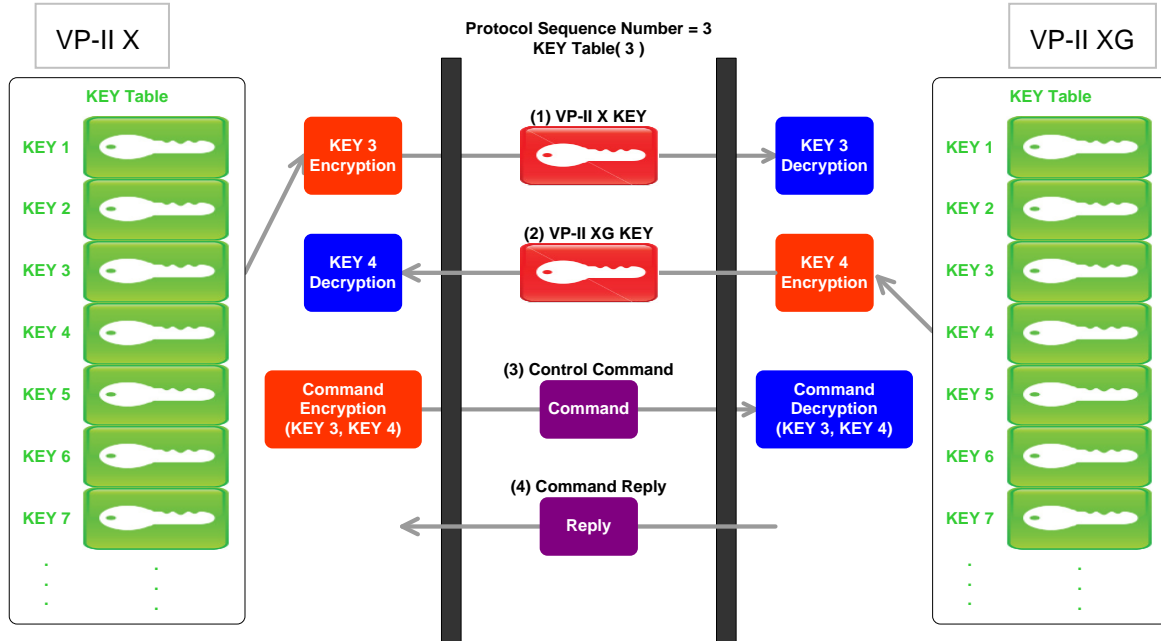 VP-II X
Protocol Sequence Number = 3
KEY Table( 3 )
VP-II XG
KEY Table
KEY 1
KEY 2
KEY 3
KEY 4
KEY 5
KEY 6
KEY 7
KEY 3
Encryption
(1) VP-II X KEY
KEY 3
Decryption
KEY 4
Decryption
(2) VP-II XG KEY
KEY 4
Encryption
Command
Encryption
(KEY 3, KEY 4)
(3) Control Command
Command
Command
Decryption
(KEY 3, KEY 4)
(4) Command Reply
Reply
KEY Table
KEY 1
KEY 2
KEY 3
KEY 4
KEY 5
KEY 6
KEY 7